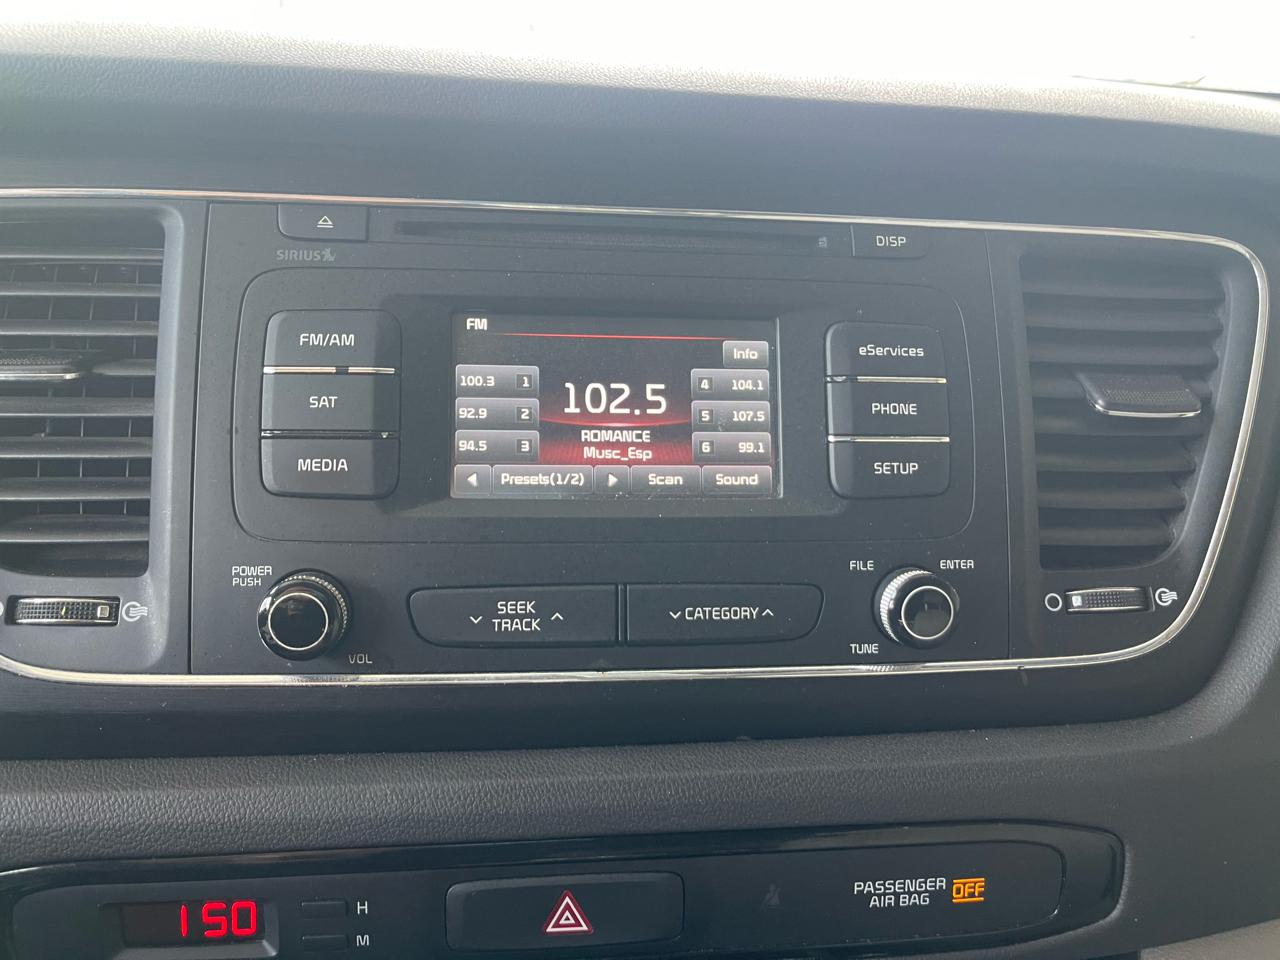 SIRIUS
DISP
FM/AM
SAT
MEDIA
FM
Info
100.3 1
92.9 2
94.5 3
102.5
ROMANCE
Musc_Esp
4 104.1
5 107.5
6 99.1
Presets(1/2)
Scan
Sound
eServices
PHONE
SETUP
POWER
PUSH
VOL
SEEK
TRACK
CATEGORY
FILE
ENTER
TUNE
150
H
M
PASSENGER
AIR BAG
OFF